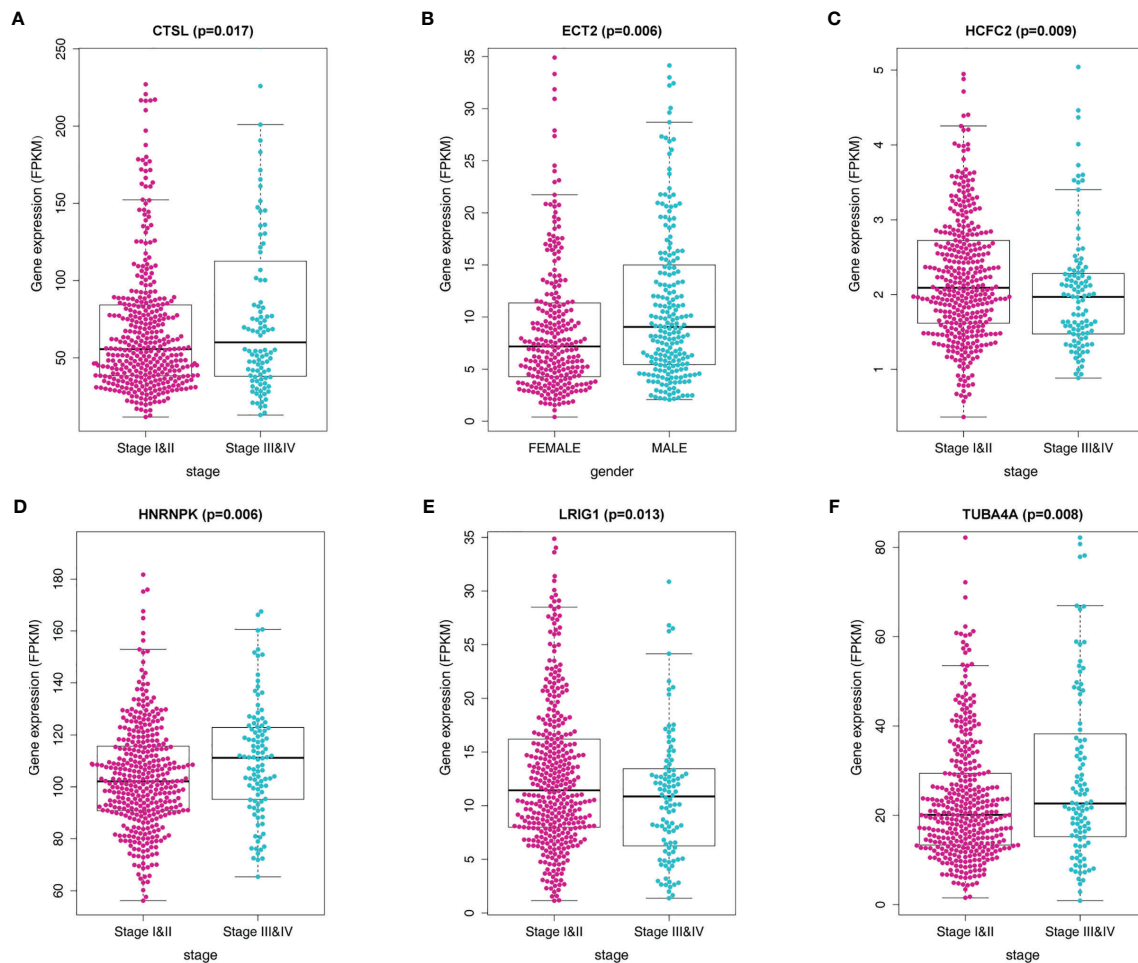 A
CTSL (p=0.017)
250
200
150
100
50
Gene expression (FPKM)
Stage I&II
Stage III&IV
stage
B
ECT2 (p=0.006)
35
30
25
20
15
10
5
0
Gene expression (FPKM)
FEMALE
MALE
gender
C
HCFC2 (p=0.009)
5
4
3
2
1
Gene expression (FPKM)
Stage I&II
Stage III&IV
stage
D
HNRNPK (p=0.006)
180
160
140
120
100
80
60
Gene expression (FPKM)
Stage I&II
Stage III&IV
stage
E
LRIG1 (p=0.013)
35
30
25
20
15
10
5
0
Gene expression (FPKM)
Stage I&II
Stage III&IV
stage
F
TUBA4A (p=0.008)
80
60
40
20
0
Gene expression (FPKM)
Stage I&II
Stage III&IV
stage